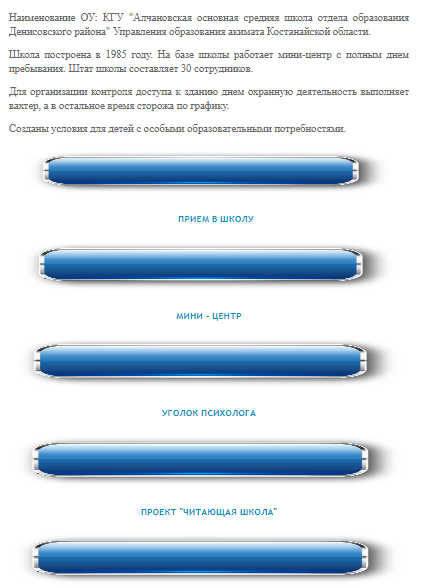 Наименование ОУ: КГУ "Алчановская основная средняя школа отдела образования
Денисовского района" Управления образования акимата Костанайской области.
Школа построена в 1985 году. На базе школы работает мини-центр с полным днем
пребывания. Штат школы составляет 30 сотрудников.
Для организации контроля доступа к зданию днем охранную деятельность выполняет
вахтер, а в остальное время сторожа по графику.
Созданы условия для детей с особыми образовательными потребностями.
ПРИЕМ В ШКОЛУ
МИНИ - ЦЕНТР
УГОЛОК ПСИХОЛОГА
ПРОЕКТ "ЧИТАЮЩАЯ ШКОЛА"